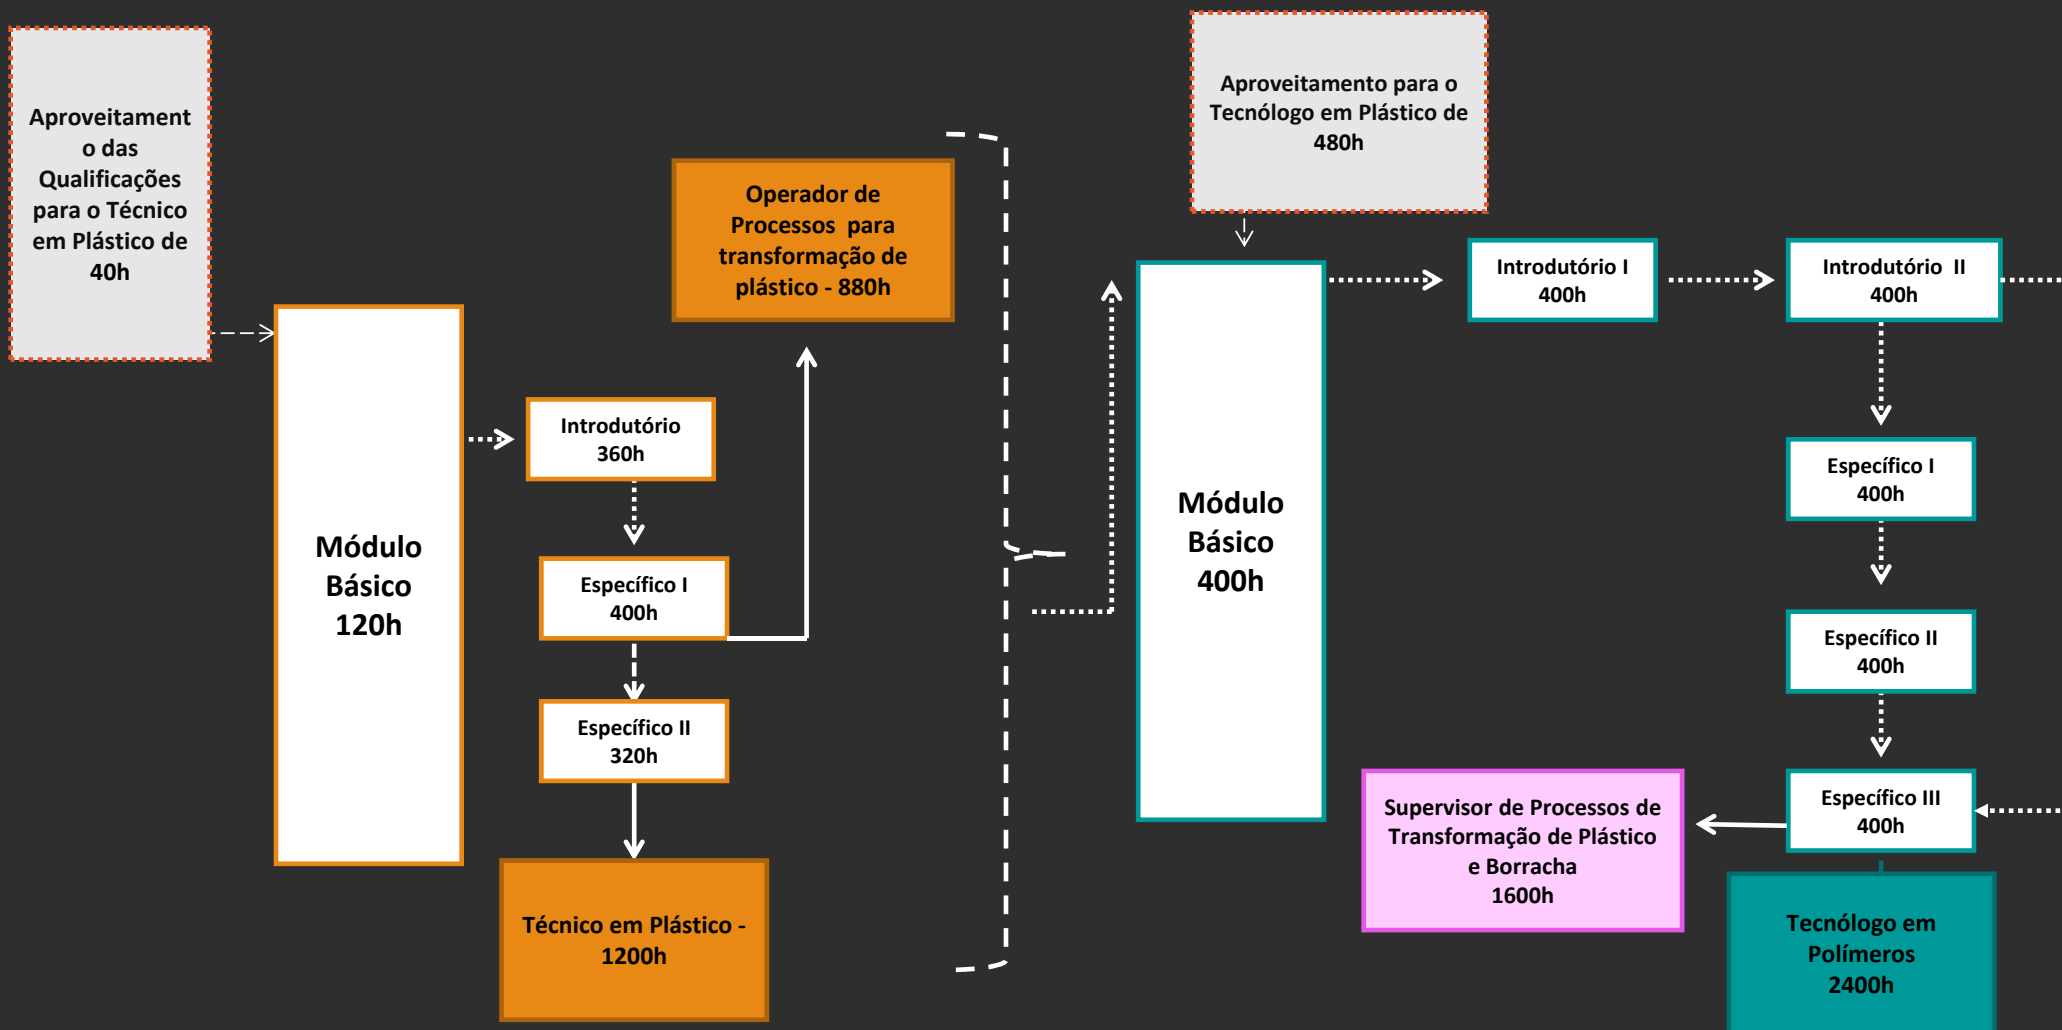 Aproveitament
o das
Qualificações
para o Técnico
em Plástico de
40h
Módulo
Básico
120h
Introdutório
360h
Específico I
400h
Específico II
320h
Técnico em Plástico -
1200h
Operador de
Processos para
transformação de
plástico - 880h
Aproveitamento para o
Tecnólogo em Plástico de
480h
Módulo
Básico
400h
Introdutório I
400h
Introdutório II
400h
Específico I
400h
Específico II
400h
Específico III
400h
Supervisor de Processos de
Transformação de Plástico
e Borracha
1600h
Tecnólogo em
Polímeros
2400h